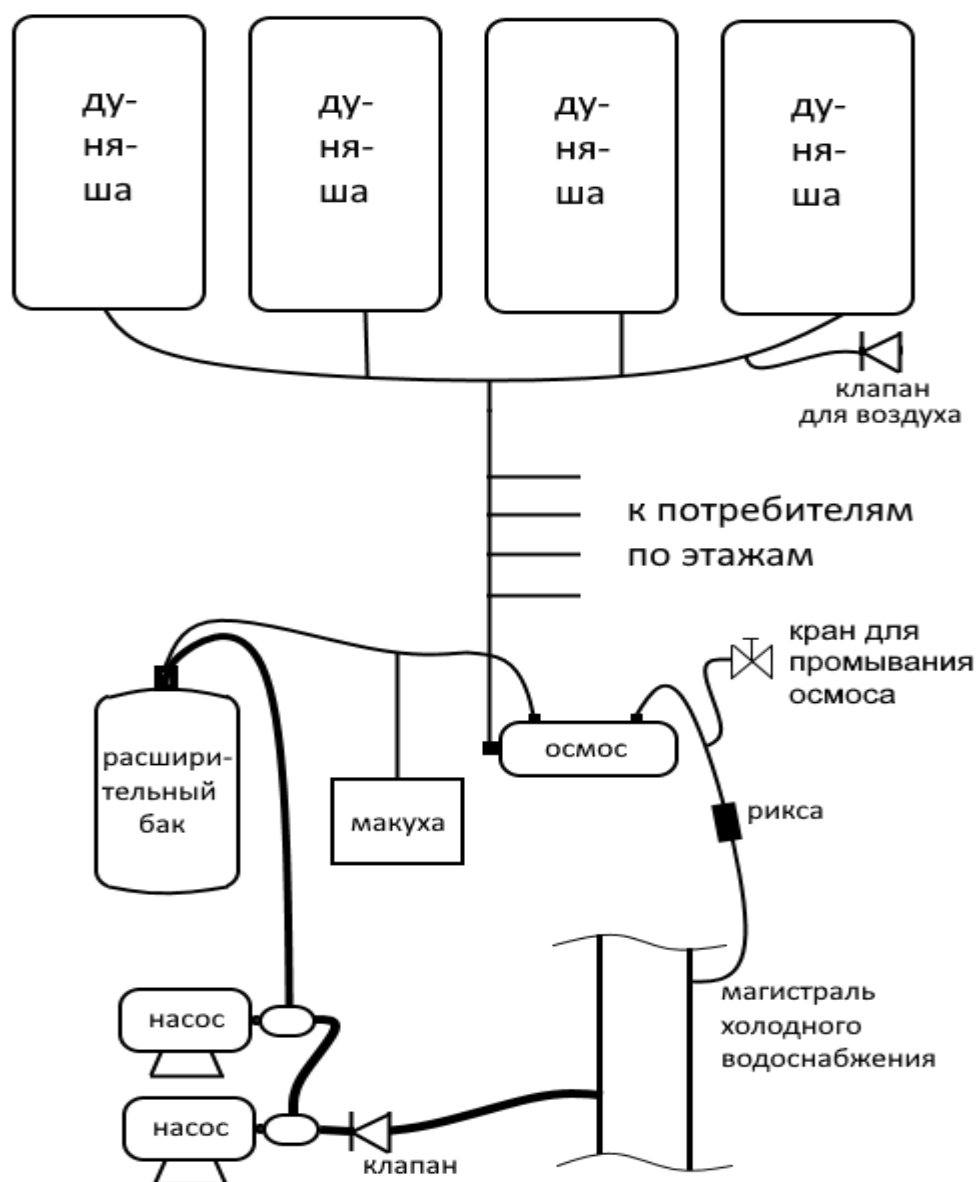 ду-
ня-
ша
ду-
ня-
ша
ду-
ня-
ша
ду-
ня-
ша
клапан
для воздуха
к потребителям
по этажам
кран для
промывания
осмоса
расшири-
тельный
бак
осмос
макуха
рикса
насос
магистраль
холодного
водоснабжения
насос
клапан